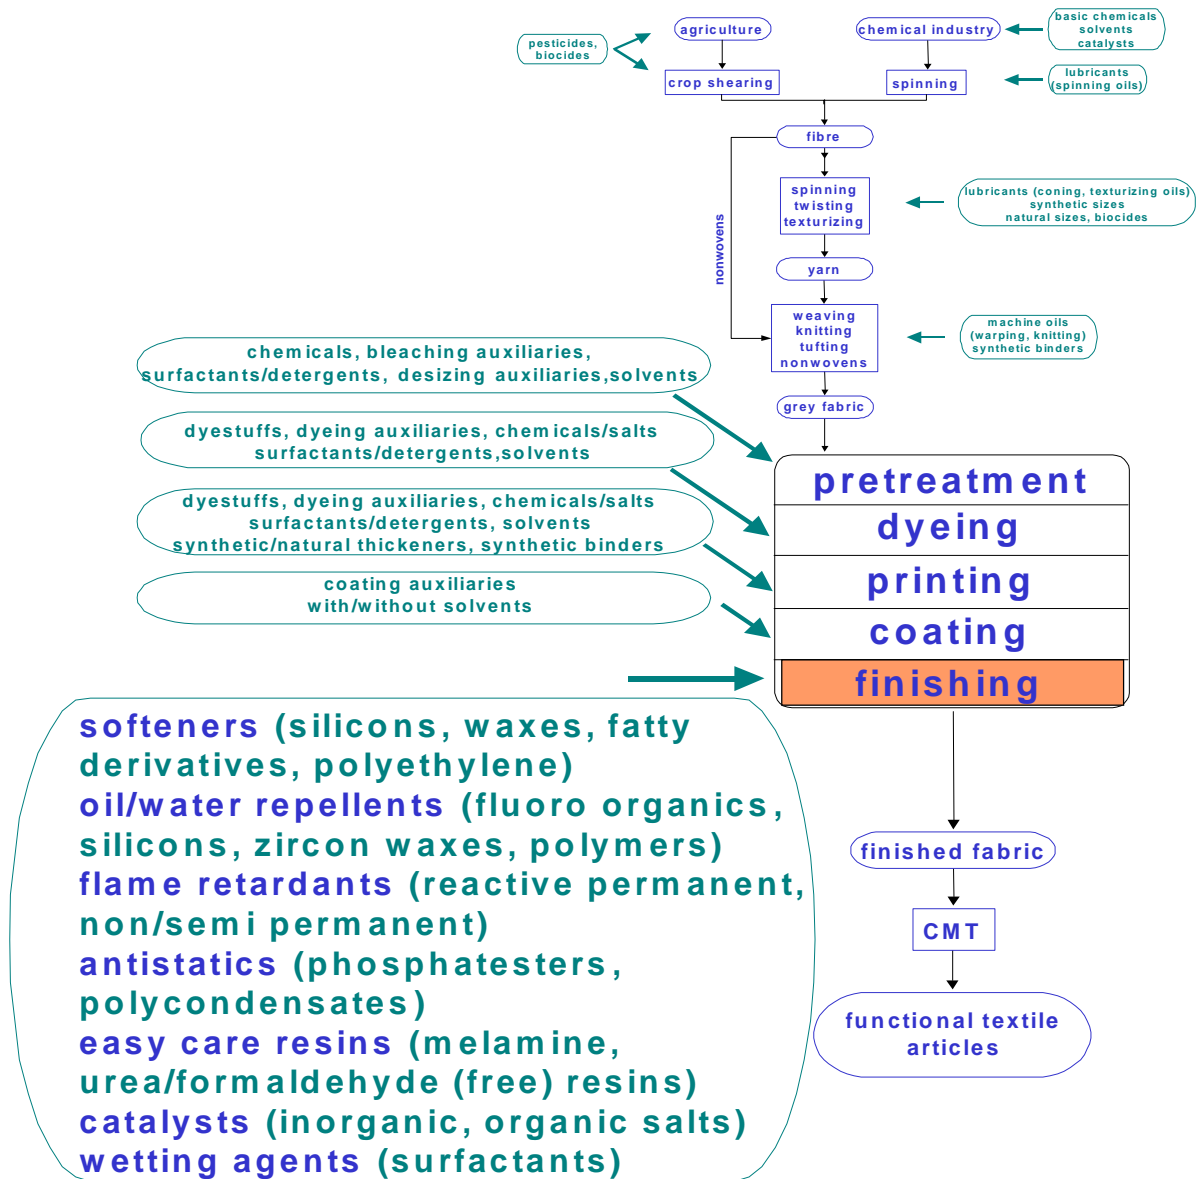 agriculture
chemical industry
basic chemicals
solvents
catalysts
pesticides,
biocides
crop shearing
spinning
lubricants
(spinning oils)
fibre
nonwovens
spinning
twisting
texturizing
lubricants (coning, texturizing oils)
synthetic sizes
natural sizes, biocides
yarn
weaving
knitting
tufting
nonwovens
machine oils
(warping, knitting)
synthetic binders
grey fabric
chemicals, bleaching auxiliaries,
surfactants/detergents, desizing auxiliaries,solvents
dyestuffs, dyeing auxiliaries, chemicals/salts
surfactants/detergents,solvents
dyestuffs, dyeing auxiliaries, chemicals/salts
surfactants/detergents, solvents
synthetic/natural thickeners, synthetic binders
coating auxiliaries
with/without solvents
pretreatment
dyeing
printing
coating
finishing
softeners (silicons, waxes, fatty
derivatives, polyethylene)
oil/water repellents (fluoro organics,
silicons, zircon waxes, polymers)
flame retardants (reactive permanent,
non/semi permanent)
antistatics (phosphatesters,
polycondensates)
easy care resins (melamine,
urea/formaldehyde (free) resins)
catalysts (inorganic, organic salts)
wetting agents (surfactants)
finished fabric
CMT
functional textile
articles